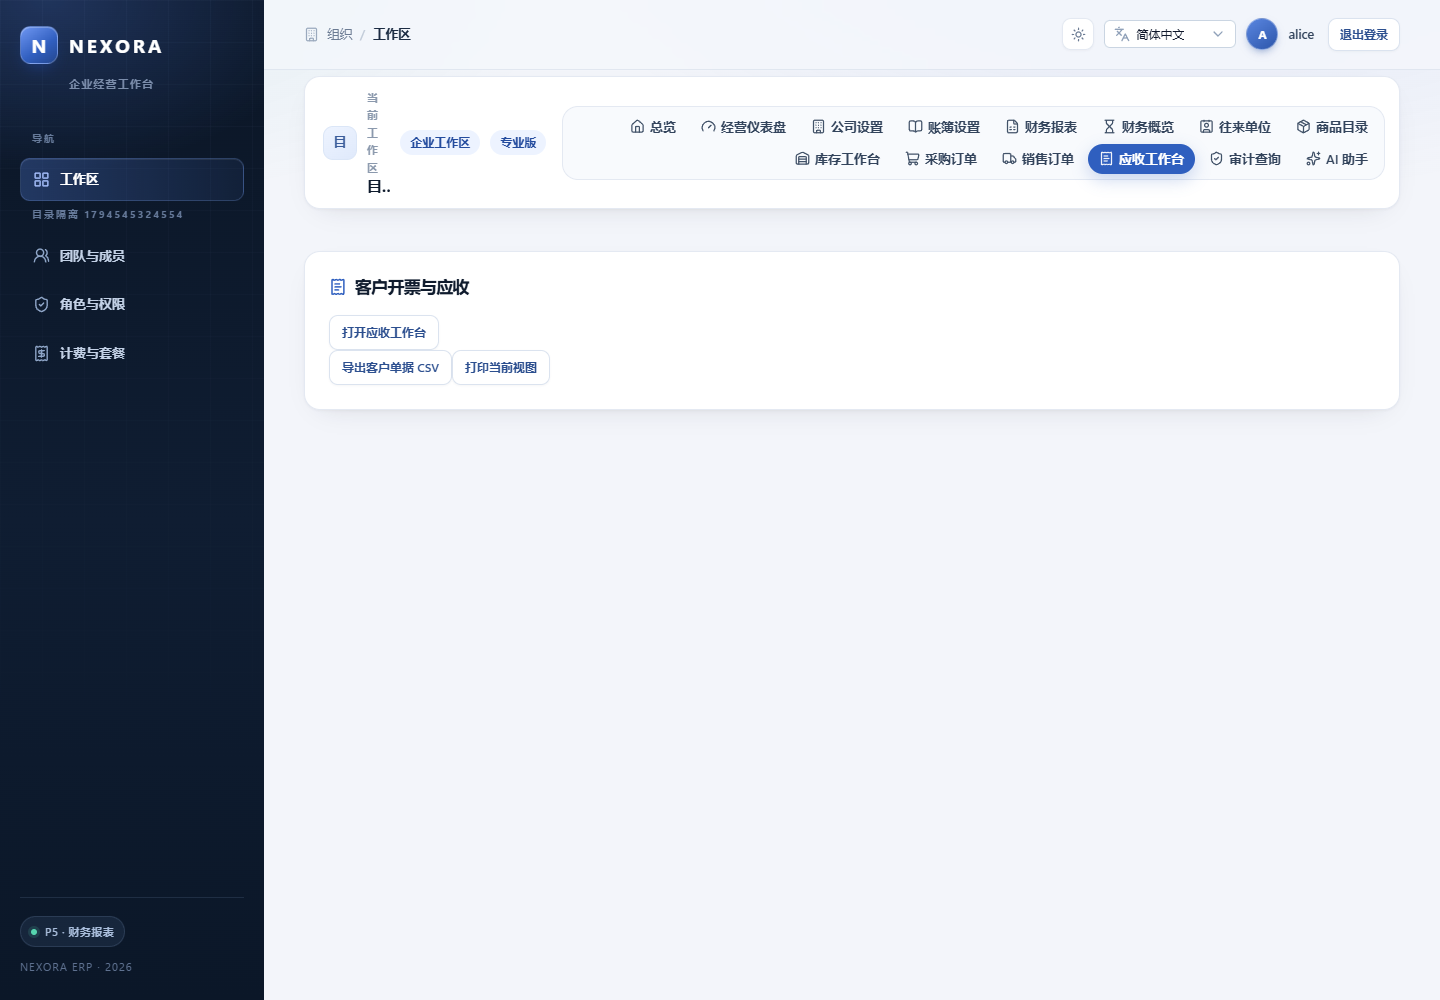 N NEXORA
企业经营工作台
导航
工作区
目录隔离 1794545324554
团队与成员
角色与权限
计费与套餐
P5 · 财务报表
NEXORA ERP · 2026
组织 / 工作区
简体中文
A alice
退出登录
目
当前工作区
目..
企业工作区 专业版
总览 经营仪表盘 公司设置 账簿设置 财务报表 财务概览 往来单位 商品目录
库存工作台 采购订单 销售订单 应收工作台 审计查询 AI 助手
客户开票与应收
打开应收工作台
导出客户单据 CSV 打印当前视图